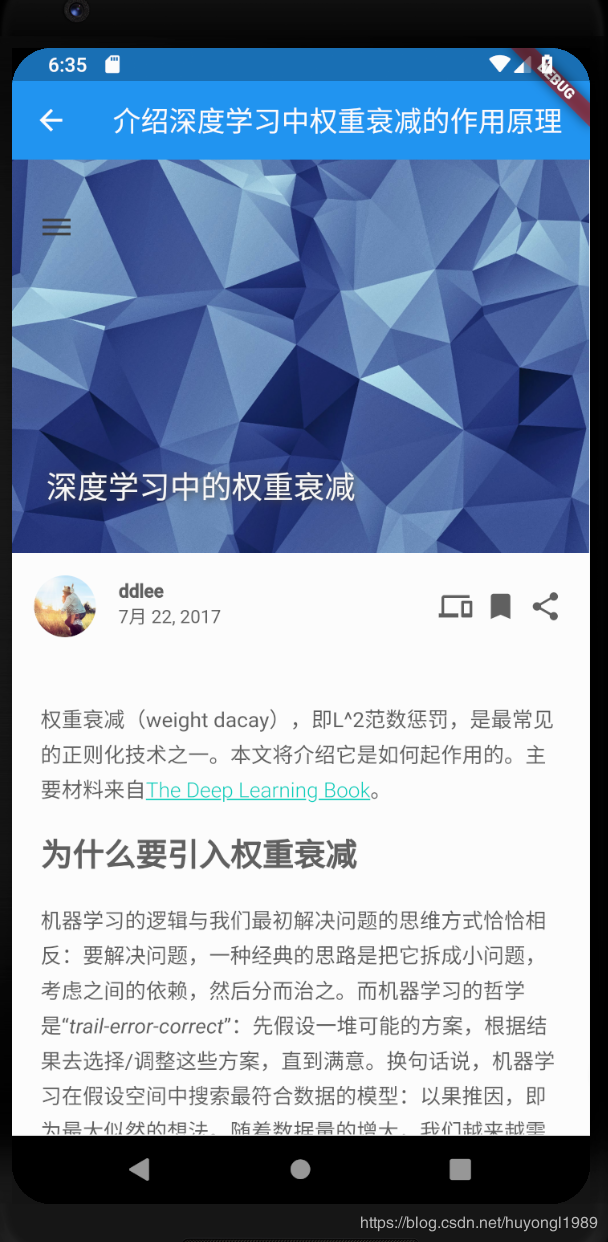 6:35
DEBUG
介绍深度学习中权重衰减的作用原理
深度学习中的权重衰减
ddlee
7月 22, 2017
权重衰减（weight dacay），即L^2范数惩罚，是最常见
的正则化技术之一。本文将介绍它是如何起作用的。主
要材料来自The Deep Learning Book。
为什么要引入权重衰减
机器学习的逻辑与我们最初解决问题的思维方式恰恰相
反：要解决问题，一种经典的思路是把它拆成小问题，
考虑之间的依赖，然后分而治之。而机器学习的哲学
是“trail-error-correct”：先假设一堆可能的方案，根据结
果去选择/调整这些方案，直到满意。换句话说，机器学
习在假设空间中搜索最符合数据的模型：以果推因，即
为最大似然的想法。随着数据量的增大，我们越来越需
https://blog.csdn.net/huyongl1989